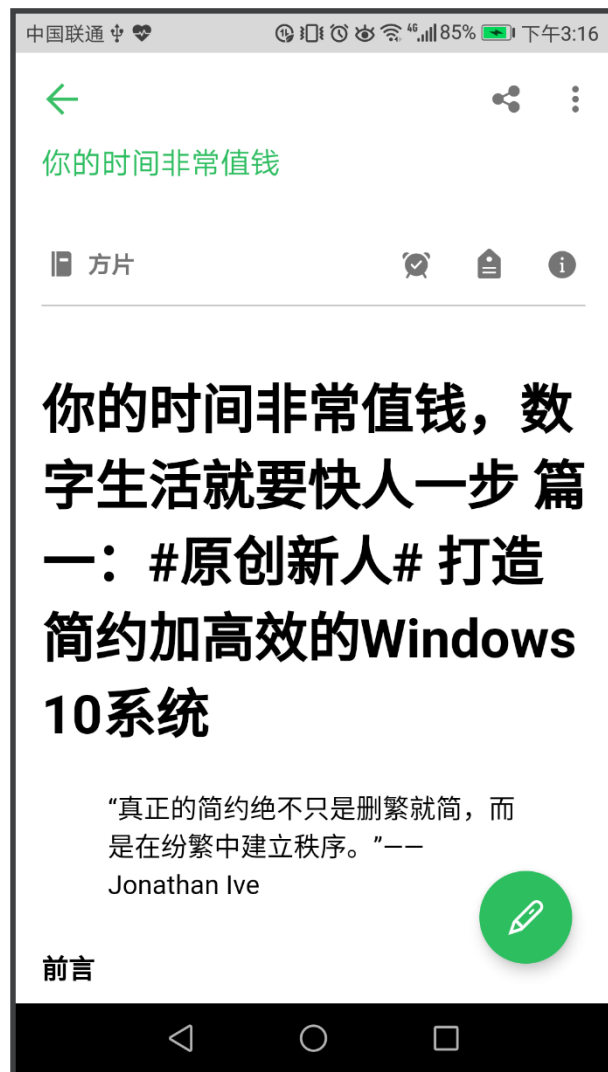 中国联通 46 85% 下午3:16
你的时间非常值钱
方片
你的时间非常值钱，数
字生活就要快人一步 篇
一：#原创新人# 打造
简约加高效的Windows
10系统
“真正的简约绝不只是删繁就简，而
是在纷繁中建立秩序。”——
Jonathan Ive
前言